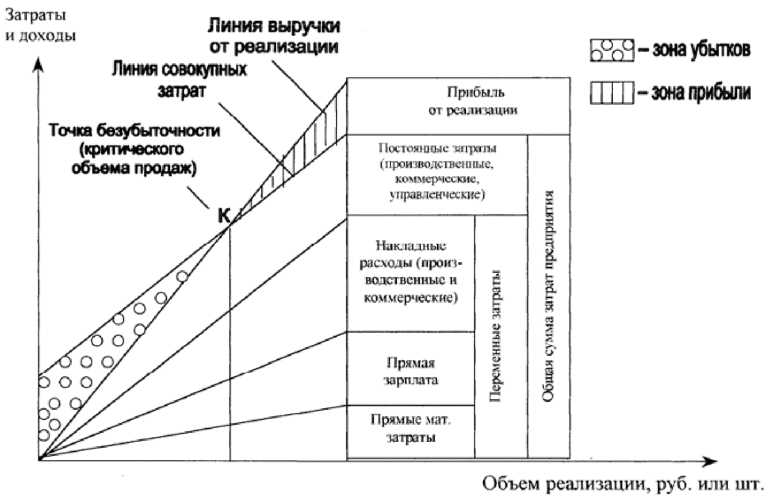 Затраты
и доходы
Линия выручки
от реализации
Линия совокупных
затрат
Точка безубыточности
(критического
объема продаж)
К
– зона убытков
– зона прибыли
Прибыль
от реализации
Постоянные затраты
(производственные,
коммерческие,
управленческие)
Накладные
расходы (произ-
водственные и
коммерческие)
Прямая
зарплата
Прямые мат.
затраты
Переменные затраты
Общая сумма затрат предприятия
Объем реализации, руб. или шт.